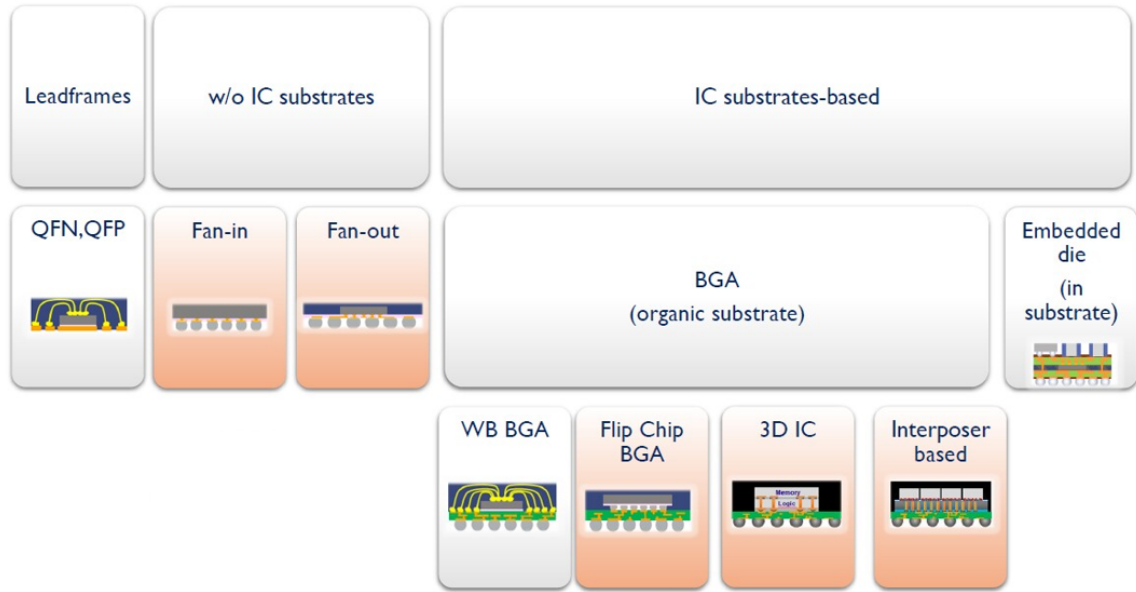 Leadframes
w/o IC substrates
IC substrates-based
QFN,QFP
Fan-in
Fan-out
BGA
(organic substrate)
Embedded
die
(in
substrate)
WB BGA
Flip Chip
BGA
3D IC
Memory
Logic
Interposer
based